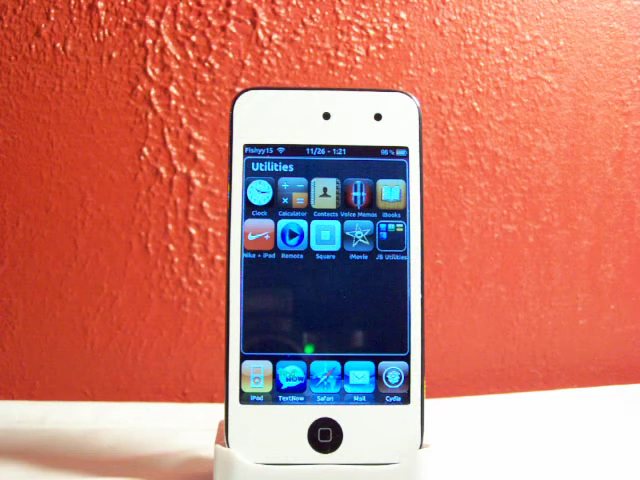 Fishyy15 11/26 - 1:21 98 %
Utilities
Clock Calculator Contacts Voice Memos iBooks
Nike + iPod Remote Square iMovie JB Utilities
iPod TextNow Safari Mail Cydia